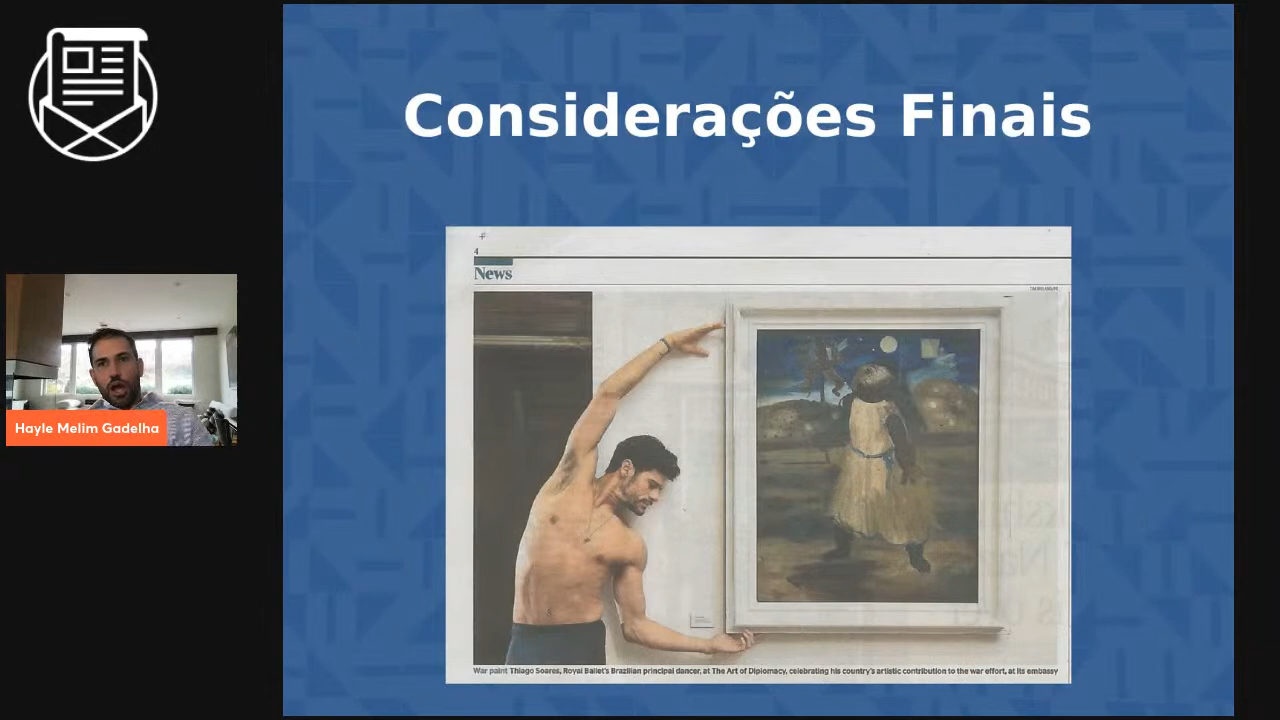 Considerações Finais
4
News
Hayle Melim Gadelha
War paint Thiago Soares, Royal Ballet's Brazilian principal dancer, at The Art of Diplomacy, celebrating his country's artistic contribution to the war effort, at its embassy